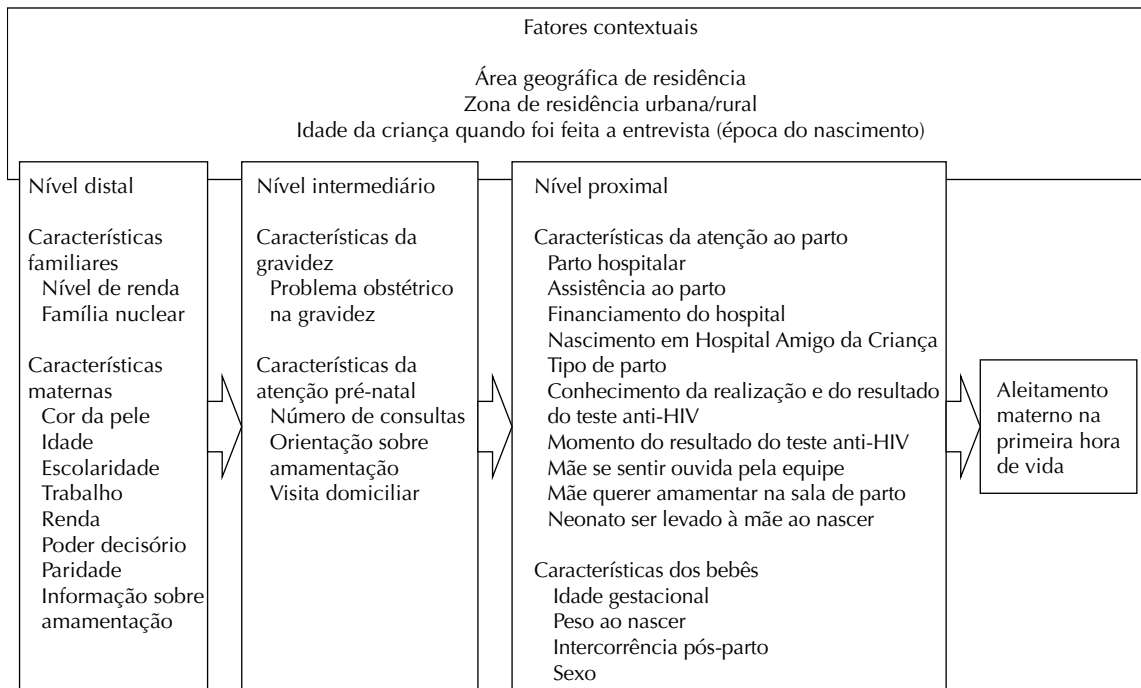 Fatores contextuais
Área geográfica de residência
Zona de residência urbana/rural
Idade da criança quando foi feita a entrevista (época do nascimento)
Nível distal
Características
familiares
Nível de renda
Família nuclear
Características
maternas
Cor da pele
Idade
Escolaridade
Trabalho
Renda
Poder decisório
Paridade
Informação sobre
amamentação
Nível intermediário
Características da
gravidez
Problema obstétrico
na gravidez
Características da
atenção pré-natal
Número de consultas
Orientação sobre
amamentação
Visita domiciliar
Nível proximal
Características da atenção ao parto
Parto hospitalar
Assistência ao parto
Financiamento do hospital
Nascimento em Hospital Amigo da Criança
Tipo de parto
Conhecimento da realização e do resultado
do teste anti-HIV
Momento do resultado do teste anti-HIV
Mãe se sentir ouvida pela equipe
Mãe querer amamentar na sala de parto
Neonato ser levado à mãe ao nascer
Características dos bebês
Idade gestacional
Peso ao nascer
Intercorrência pós-parto
Sexo
Aleitamento
materno na
primeira hora
de vida